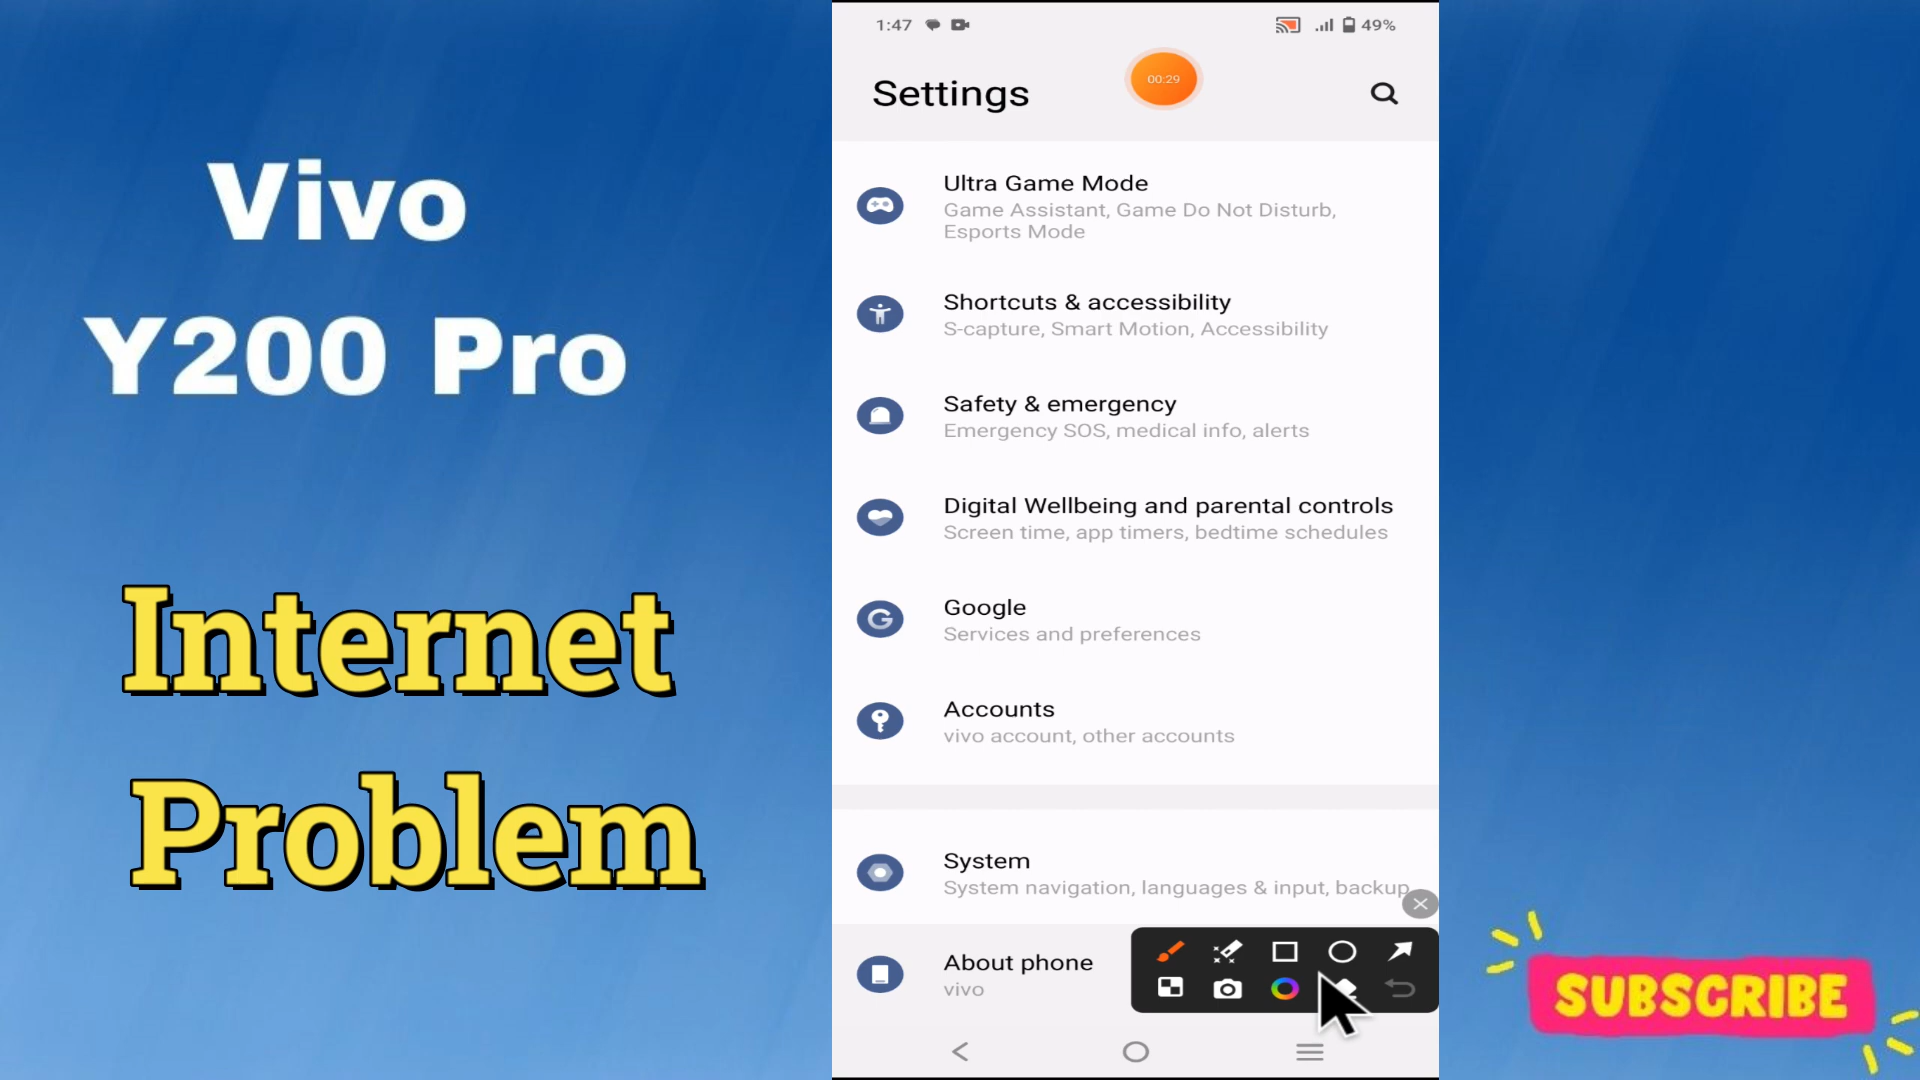 Vivo
Y200 Pro
Internet
Problem
1:47
49%
00:29
Settings
Ultra Game Mode
Game Assistant, Game Do Not Disturb,
Esports Mode
Shortcuts & accessibility
S-capture, Smart Motion, Accessibility
Safety & emergency
Emergency SOS, medical info, alerts
Digital Wellbeing and parental controls
Screen time, app timers, bedtime schedules
Google
Services and preferences
Accounts
vivo account, other accounts
System
System navigation, languages & input, backup
About phone
vivo
SUBSCRIBE